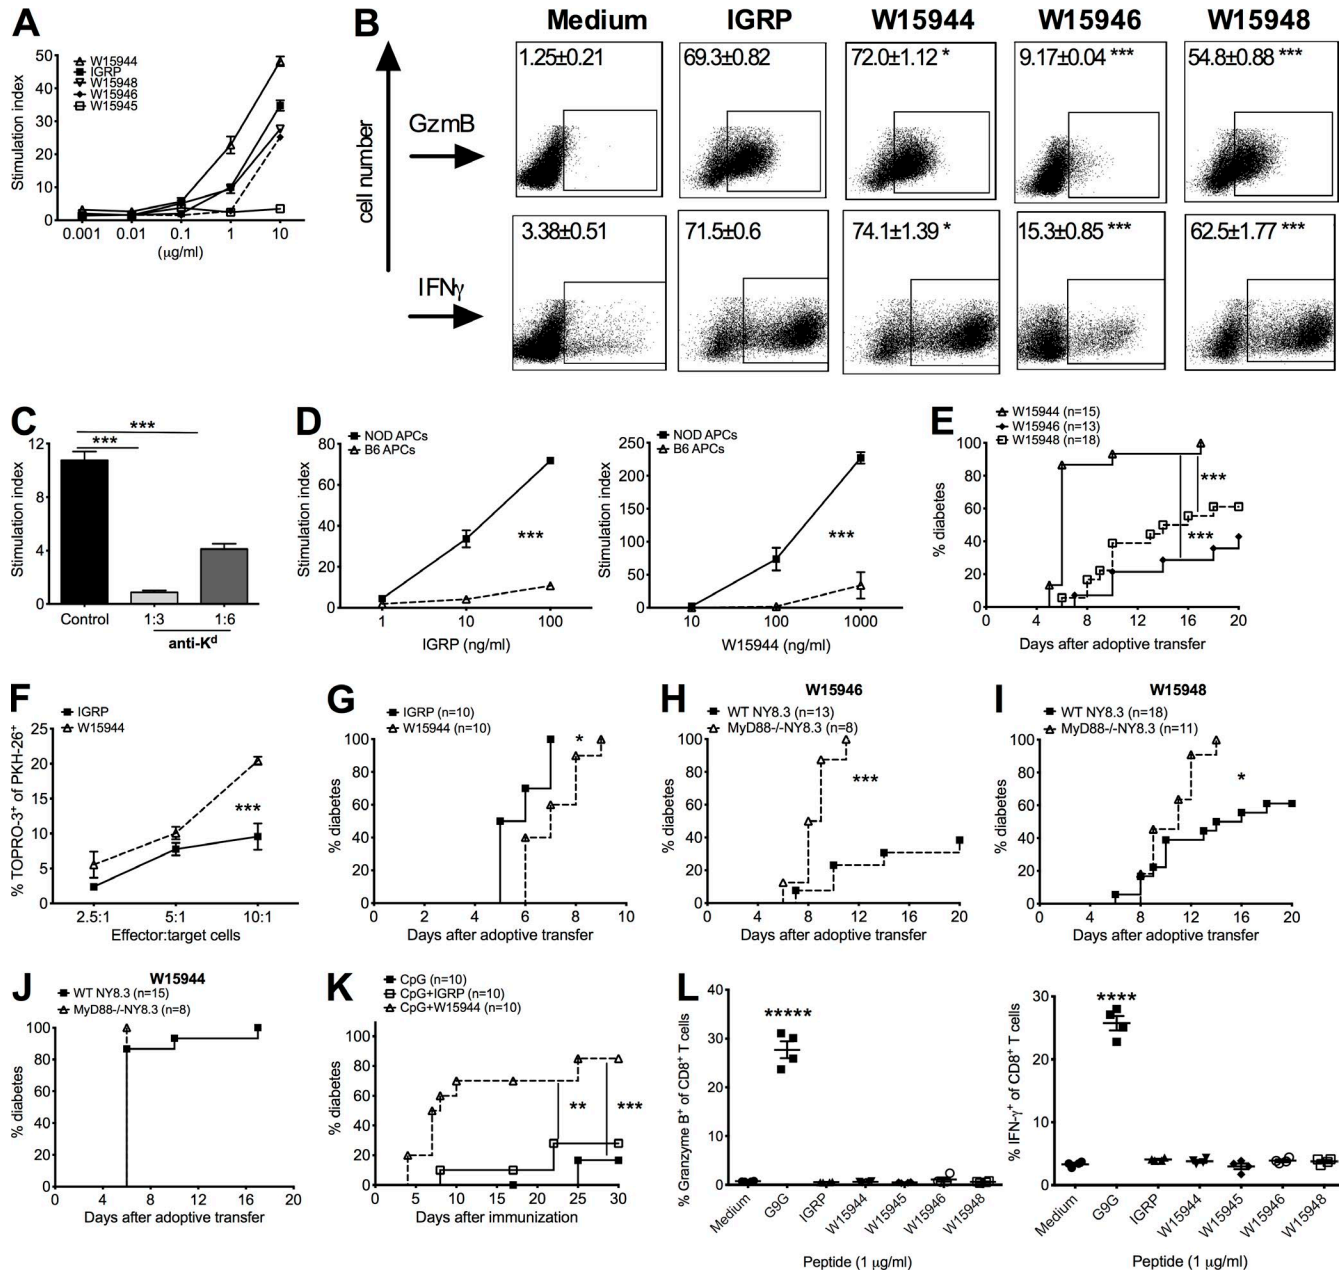 A
Stimulation index
50
40
30
20
10
0
W15944
IGRP
W15948
W15946
W15945
0.001 0.01 0.1 1 10
(μg/ml)
B
Medium IGRP W15944 W15946 W15948
cell number
GzmB
1.25±0.21 69.3±0.82 72.0±1.12 * 9.17±0.04 *** 54.8±0.88 ***
IFNγ
3.38±0.51 71.5±0.6 74.1±1.39 * 15.3±0.85 *** 62.5±1.77 ***
C
Stimulation index
12
8
4
0
***
***
Control 1:3 1:6
anti-Kᵈ
D
Stimulation index
80
60
40
20
0
NOD APCs
B6 APCs
***
1 10 100
IGRP (ng/ml)
Stimulation index
250
200
150
100
50
0
NOD APCs
B6 APCs
***
10 100 1000
W15944 (ng/ml)
E
W15944 (n=15)
W15946 (n=13)
W15948 (n=18)
% diabetes
100
80
60
40
20
0
***
***
0 4 8 12 16 20
Days after adoptive transfer
F
IGRP
W15944
% TOPRO-3⁺ of PKH-26⁺
25
20
15
10
5
0
***
2.5:1 5:1 10:1
Effector:target cells
G
IGRP (n=10)
W15944 (n=10)
% diabetes
100
80
60
40
20
0
*
0 2 4 6 8 10
Days after adoptive transfer
H
W15946
WT NY8.3 (n=13)
MyD88-/-NY8.3 (n=8)
% diabetes
100
80
60
40
20
0
***
0 4 8 12 16 20
Days after adoptive transfer
I
W15948
WT NY8.3 (n=18)
MyD88-/-NY8.3 (n=11)
% diabetes
100
80
60
40
20
0
*
0 4 8 12 16 20
Days after adoptive transfer
J
W15944
WT NY8.3 (n=15)
MyD88-/-NY8.3 (n=8)
% diabetes
100
80
60
40
20
0
0 4 8 12 16 20
Days after adoptive transfer
K
CpG (n=10)
CpG+IGRP (n=10)
CpG+W15944 (n=10)
% diabetes
100
80
60
40
20
0
**
***
0 5 10 15 20 25 30
Days after immunization
L
% Granzyme B⁺ of CD8⁺ T cells
40
30
20
10
0
*****
Medium G9G IGRP W15944 W15945 W15946 W15948
Peptide (1 μg/ml)
% IFN-γ⁺ of CD8⁺ T cells
30
20
10
0
****
Medium G9G IGRP W15944 W15945 W15946 W15948
Peptide (1 μg/ml)